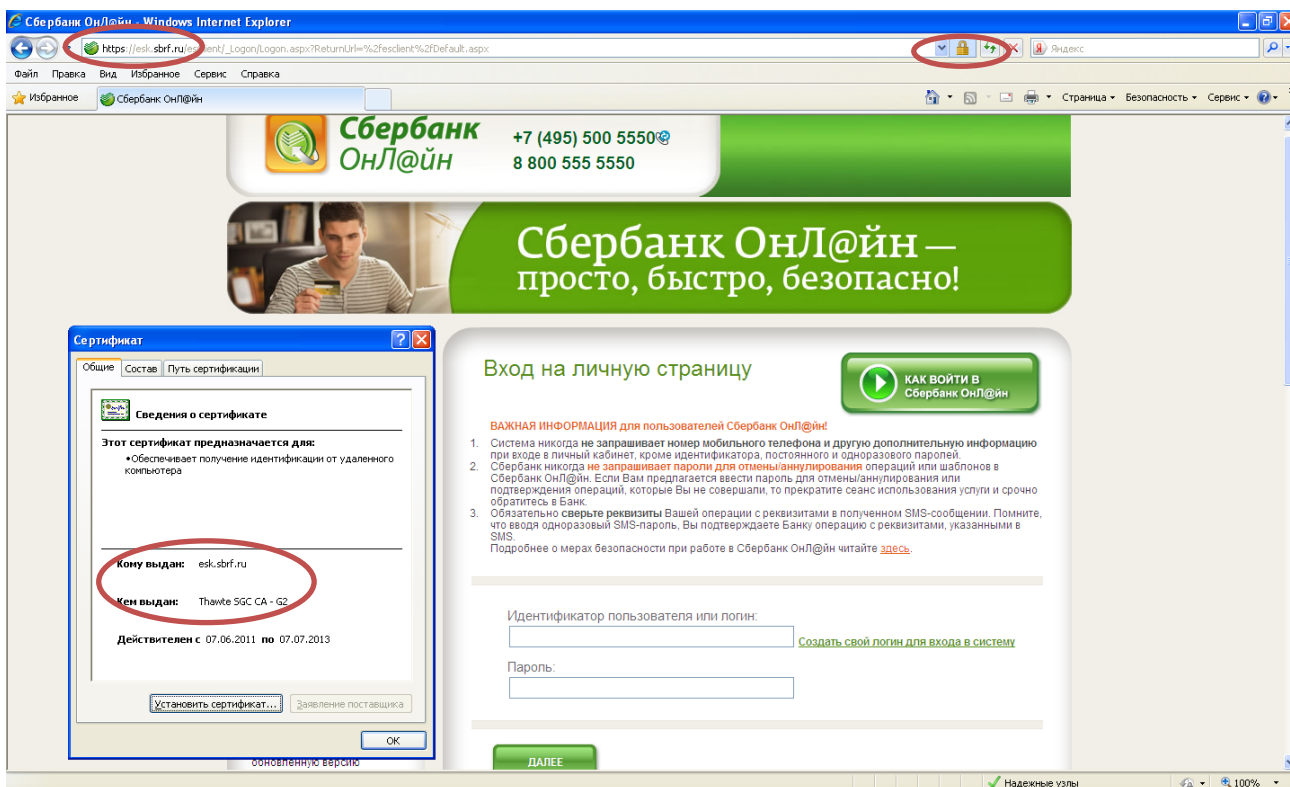 Сбербанк ОнЛ@йн - Windows Internet Explorer
https://esk.sbrf.ru/esclient/_Logon/Logon.aspx?ReturnUrl=%2fesclient%2fDefault.aspx
Яндекс
Файл Правка Вид Избранное Сервис Справка
Избранное Сбербанк ОнЛ@йн Страница Безопасность Сервис
Сбербанк
ОнЛ@йн
+7 (495) 500 5550
8 800 555 5550
Сбербанк ОнЛ@йн —
просто, быстро, безопасно!
Сертификат
Общие Состав Путь сертификации
Сведения о сертификате
Этот сертификат предназначается для:
•Обеспечивает получение идентификации от удаленного
компьютера
Кому выдан: esk.sbrf.ru
Кем выдан: Thawte SGC CA - G2
Действителен с 07.06.2011 по 07.07.2013
Установить сертификат... Заявление поставщика
ОК
обновленную версию
Вход на личную страницу
КАК ВОЙТИ В
Сбербанк ОнЛ@йн
ВАЖНАЯ ИНФОРМАЦИЯ для пользователей Сбербанк ОнЛ@йн!
1. Система никогда не запрашивает номер мобильного телефона и другую дополнительную информацию
при входе в личный кабинет, кроме идентификатора, постоянного и одноразового паролей.
2. Сбербанк никогда не запрашивает пароли для отмены/аннулирования операций или шаблонов в
Сбербанк ОнЛ@йн. Если Вам предлагается ввести пароль для отмены/аннулирования или
подтверждения операций, которые Вы не совершали, то прекратите сеанс использования услуги и срочно
обратитесь в Банк.
3. Обязательно сверьте реквизиты Вашей операции с реквизитами в полученном SMS-сообщении. Помните,
что вводя одноразовый SMS-пароль, Вы подтверждаете Банку операцию с реквизитами, указанными в
SMS.
Подробнее о мерах безопасности при работе в Сбербанк ОнЛ@йн читайте здесь.
Идентификатор пользователя или логин:
Создать свой логин для входа в систему
Пароль:
ДАЛЕЕ
Надежные узлы 100%